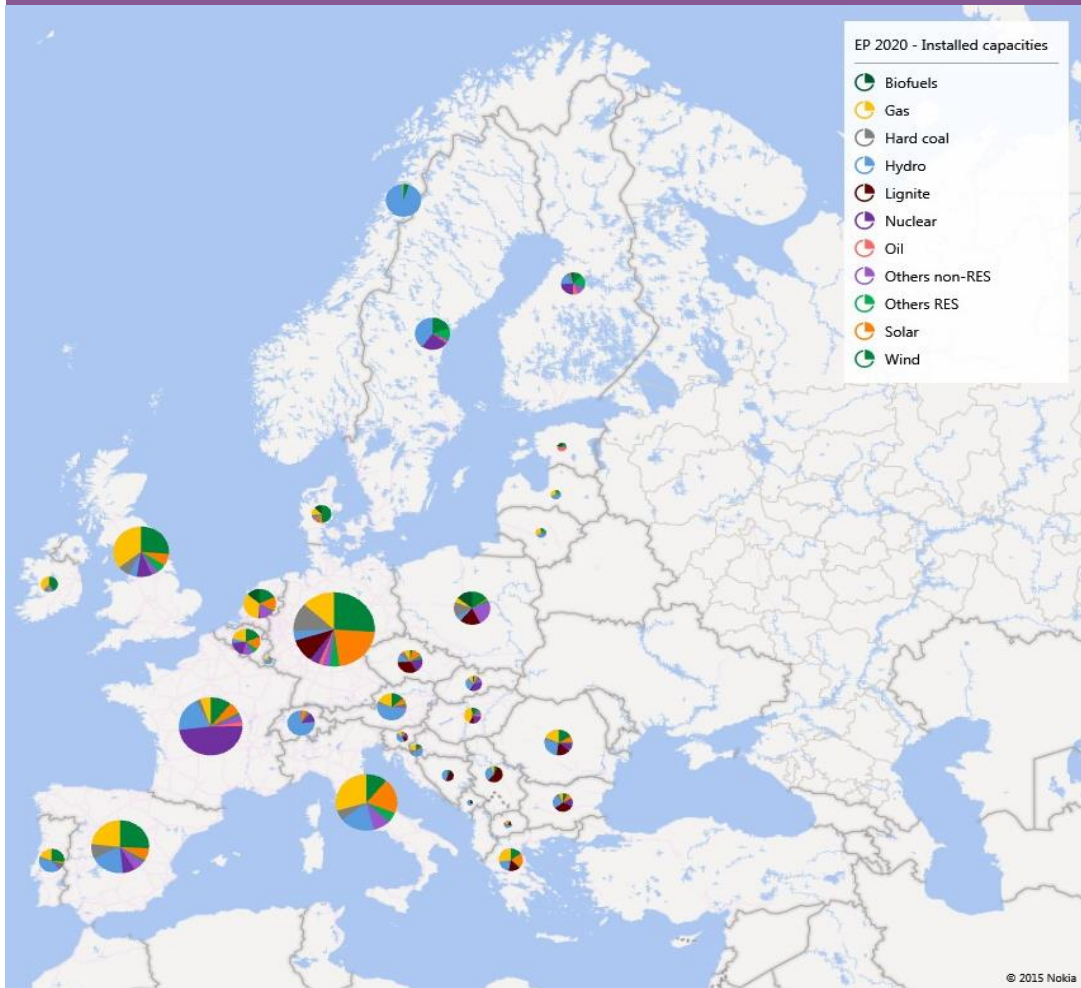 EP 2020 - Installed capacities
Biofuels
Gas
Hard coal
Hydro
Lignite
Nuclear
Oil
Others non-RES
Others RES
Solar
Wind
© 2015 Nokia